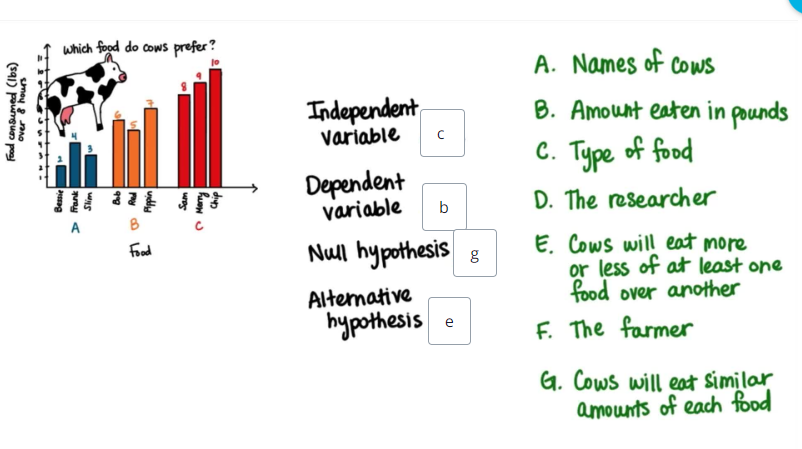 which food do cows prefer?
Food consumed (lbs)
over 8 hours
11
10
9
6
5
4
3
2
1
2
4
3
6
5
7
8
9
10
Bessie
Frank
Slim
Bob
Red
Pippin
Sam
Merry
Chip
A
B
C
Food
Independent
variable
c
Dependent
variable
b
Null hypothesis
g
Alternative
hypothesis
e
A. Names of cows
B. Amount eaten in pounds
C. Type of food
D. The researcher
E. Cows will eat more
or less of at least one
food over another
F. The farmer
G. Cows will eat similar
amounts of each food